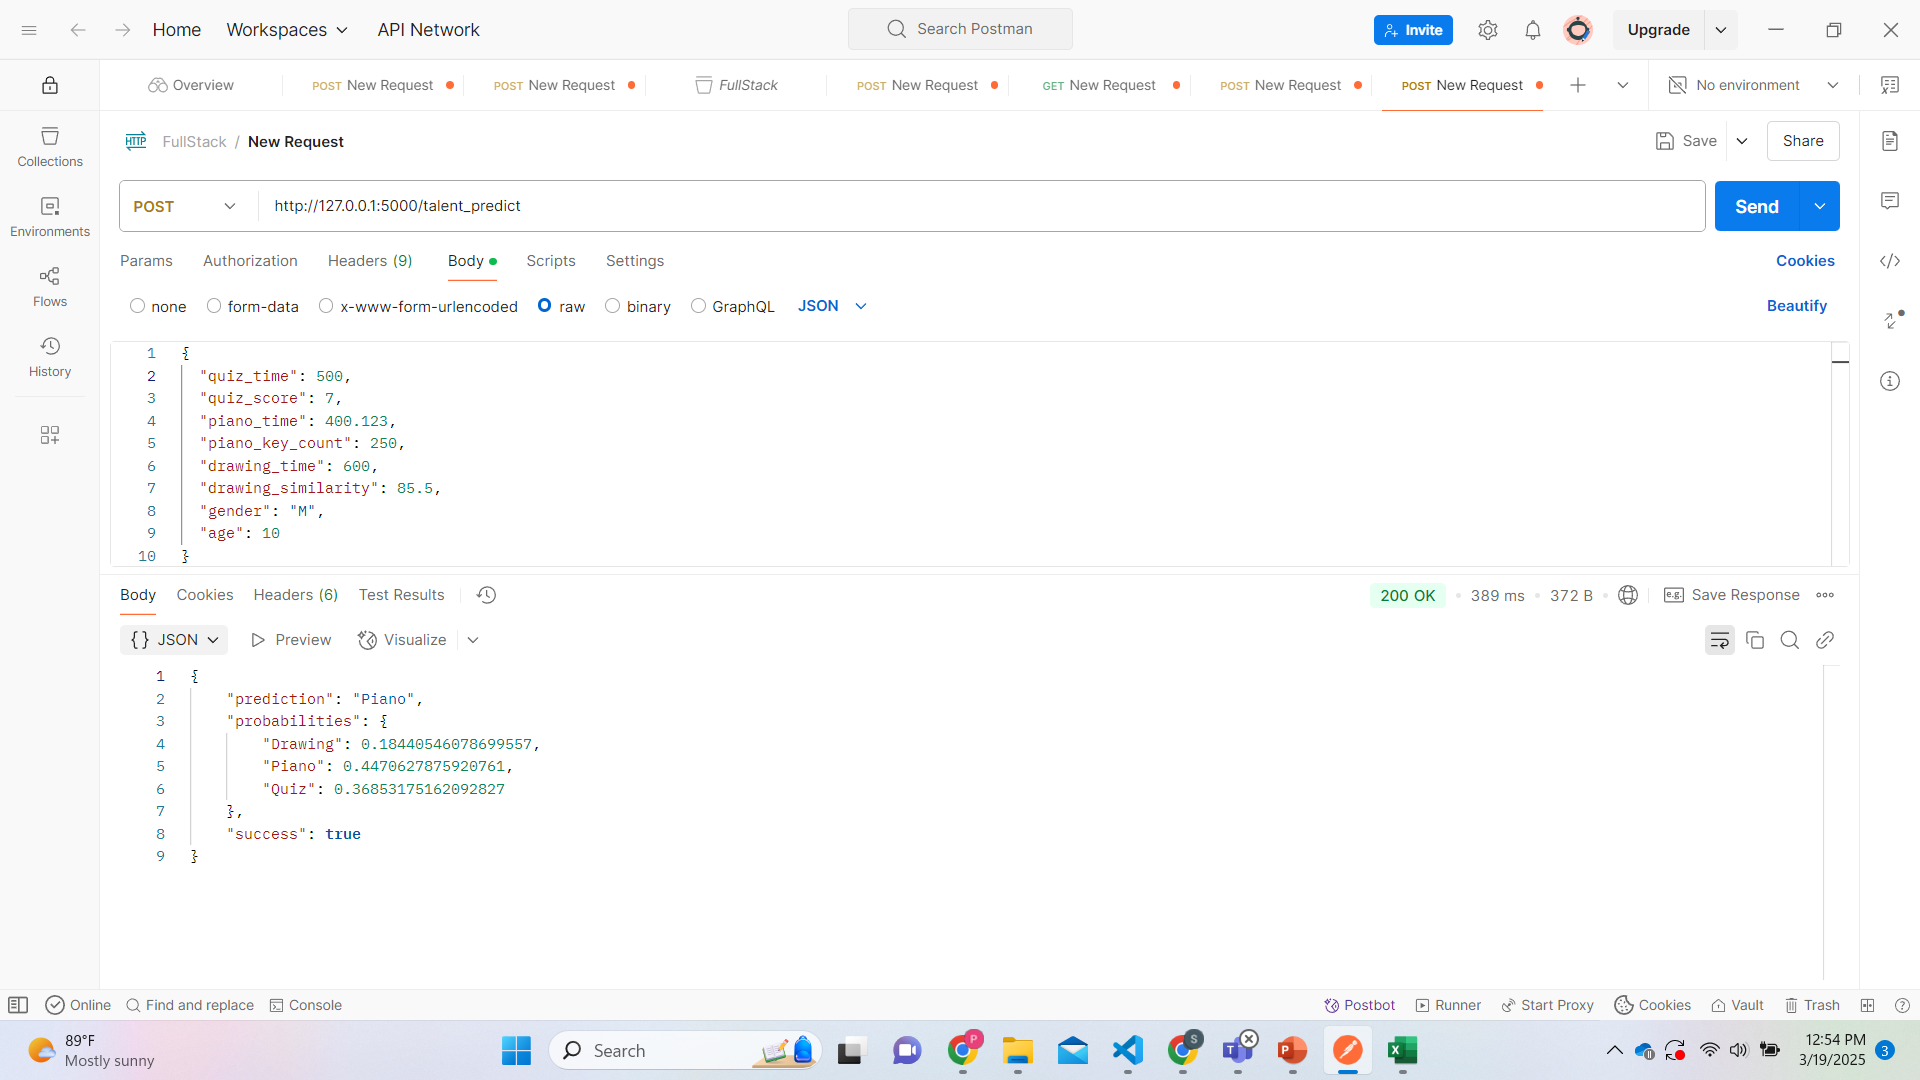 Home Workspaces API Network Search Postman Invite Upgrade
Overview POST New Request POST New Request FullStack POST New Request GET New Request POST New Request POST New Request No environment
FullStack / New Request Save Share
Collections
Environments
Flows
History
POST http://127.0.0.1:5000/talent_predict Send
Params Authorization Headers (9) Body Scripts Settings Cookies
none form-data x-www-form-urlencoded raw binary GraphQL JSON Beautify
1 {
2 "quiz_time": 500,
3 "quiz_score": 7,
4 "piano_time": 400.123,
5 "piano_key_count": 250,
6 "drawing_time": 600,
7 "drawing_similarity": 85.5,
8 "gender": "M",
9 "age": 10
10 }
Body Cookies Headers (6) Test Results 200 OK 389 ms 372 B e.g. Save Response
{} JSON Preview Visualize
1 {
2 "prediction": "Piano",
3 "probabilities": {
4 "Drawing": 0.18440546078699557,
5 "Piano": 0.4470627875920761,
6 "Quiz": 0.36853175162092827
7 },
8 "success": true
9 }
Online Find and replace Console Postbot Runner Start Proxy Cookies Vault Trash
89°F
Mostly sunny
Search
12:54 PM
3/19/2025
3